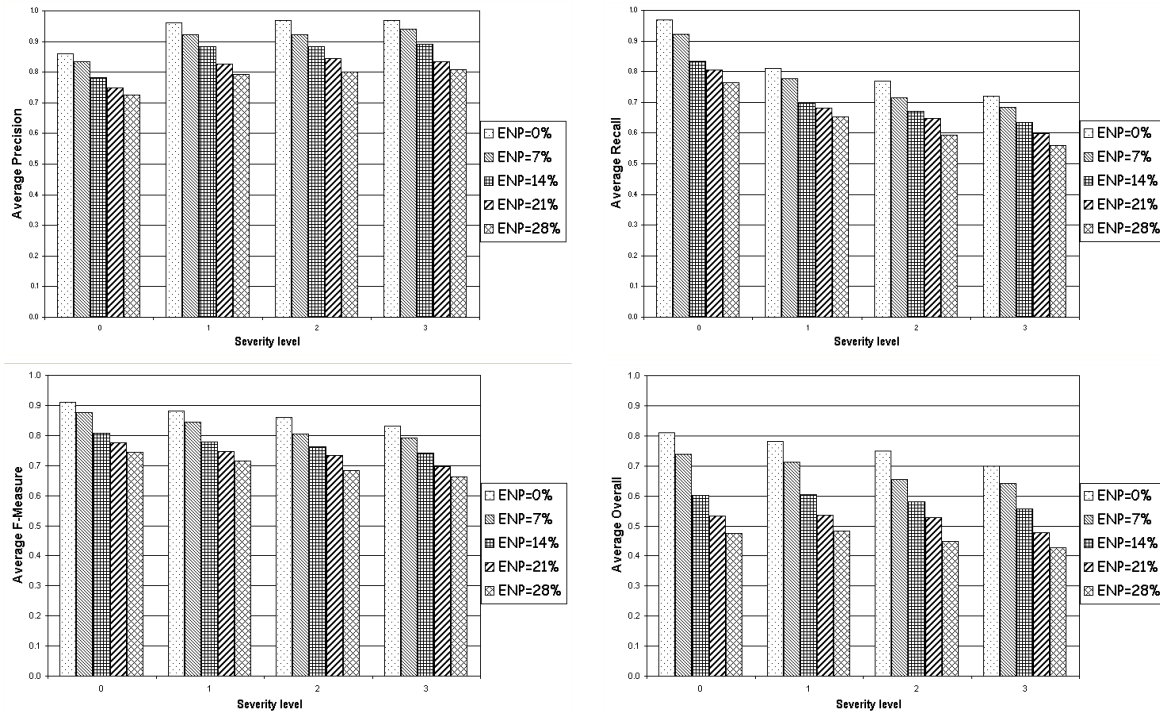 1.0
0.9
0.8
0.7
0.6
0.5
0.4
0.3
0.2
0.1
0.0
Average Precision
0 1 2 3
Severity level
ENP=0%
ENP=7%
ENP=14%
ENP=21%
ENP=28%
1.0
0.9
0.8
0.7
0.6
0.5
0.4
0.3
0.2
0.1
0.0
Average Recall
0 1 2 3
Severity level
ENP=0%
ENP=7%
ENP=14%
ENP=21%
ENP=28%
1.0
0.9
0.8
0.7
0.6
0.5
0.4
0.3
0.2
0.1
0.0
Average F-Measure
0 1 2 3
Severity level
ENP=0%
ENP=7%
ENP=14%
ENP=21%
ENP=28%
1.0
0.9
0.8
0.7
0.6
0.5
0.4
0.3
0.2
0.1
0.0
Average Overall
0 1 2 3
Severity level
ENP=0%
ENP=7%
ENP=14%
ENP=21%
ENP=28%